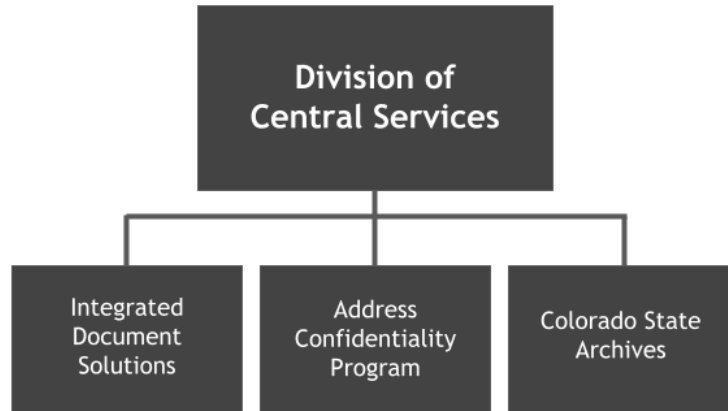 Division of
Central Services
Integrated
Document
Solutions
Address
Confidentiality
Program
Colorado State
Archives